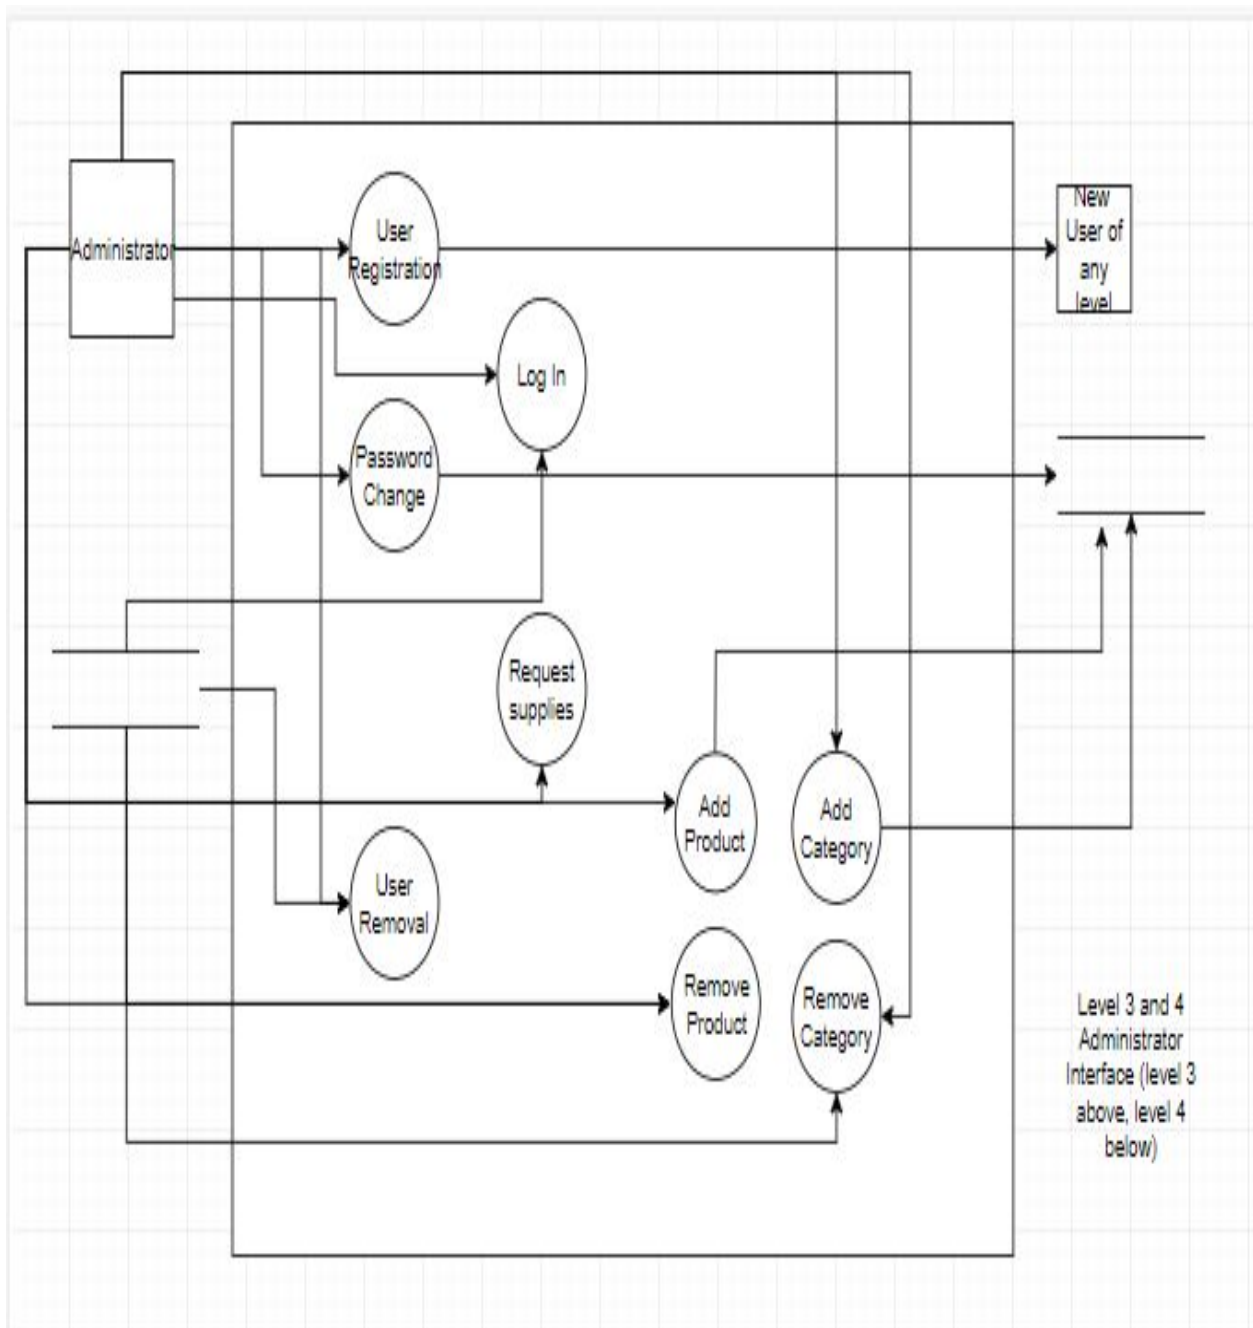 Administrator
User
Registration
New
User of
any
level
Log In
Password
Change
Request
supplies
Add
Product
Add
Category
User
Removal
Remove
Product
Remove
Category
Level 3 and 4
Administrator
Interface (level 3
above, level 4
below)